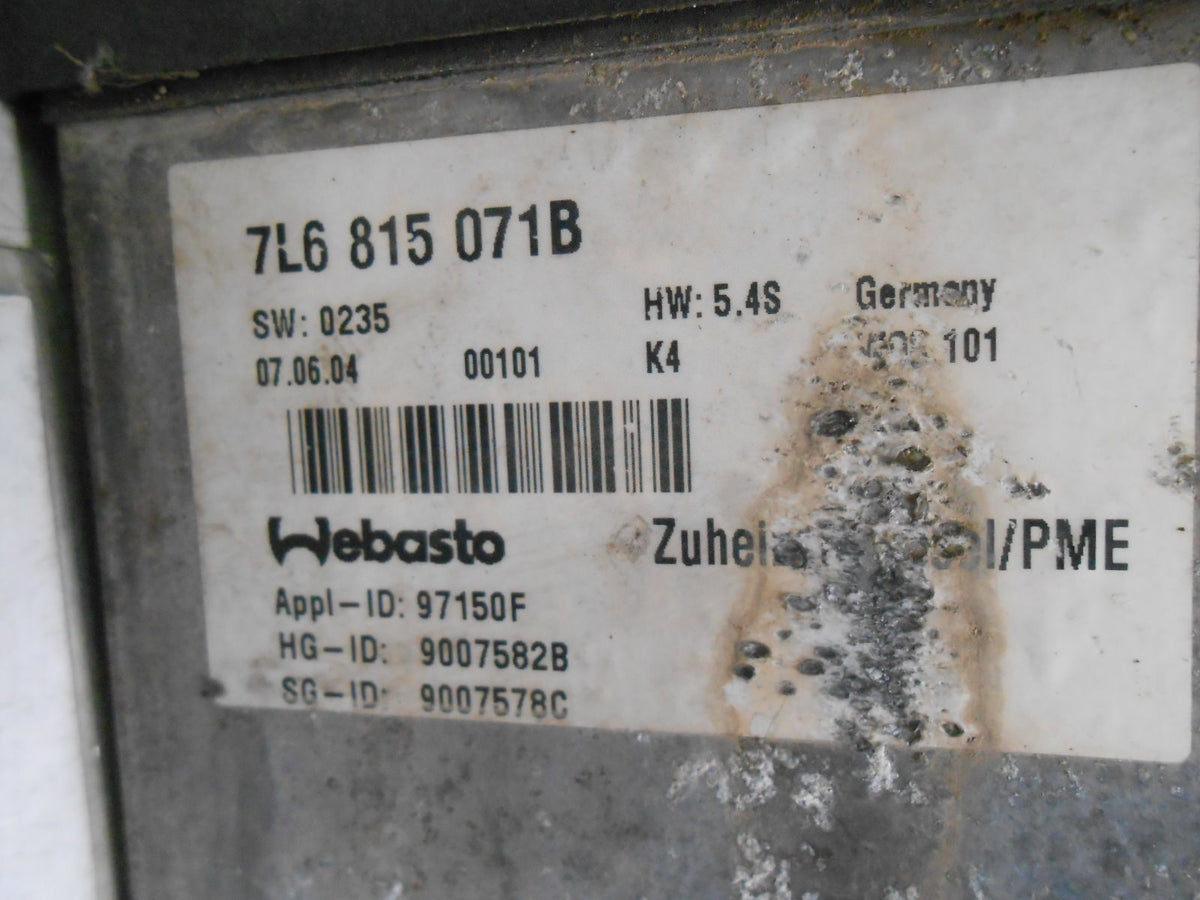 7L6 815 071B
SW: 0235 HW: 5.4S Germany
07.06.04 00101 K4 101
Webasto /PME
Appl-ID: 97150F
HG-ID: 9007582B
SG-ID: 9007578C